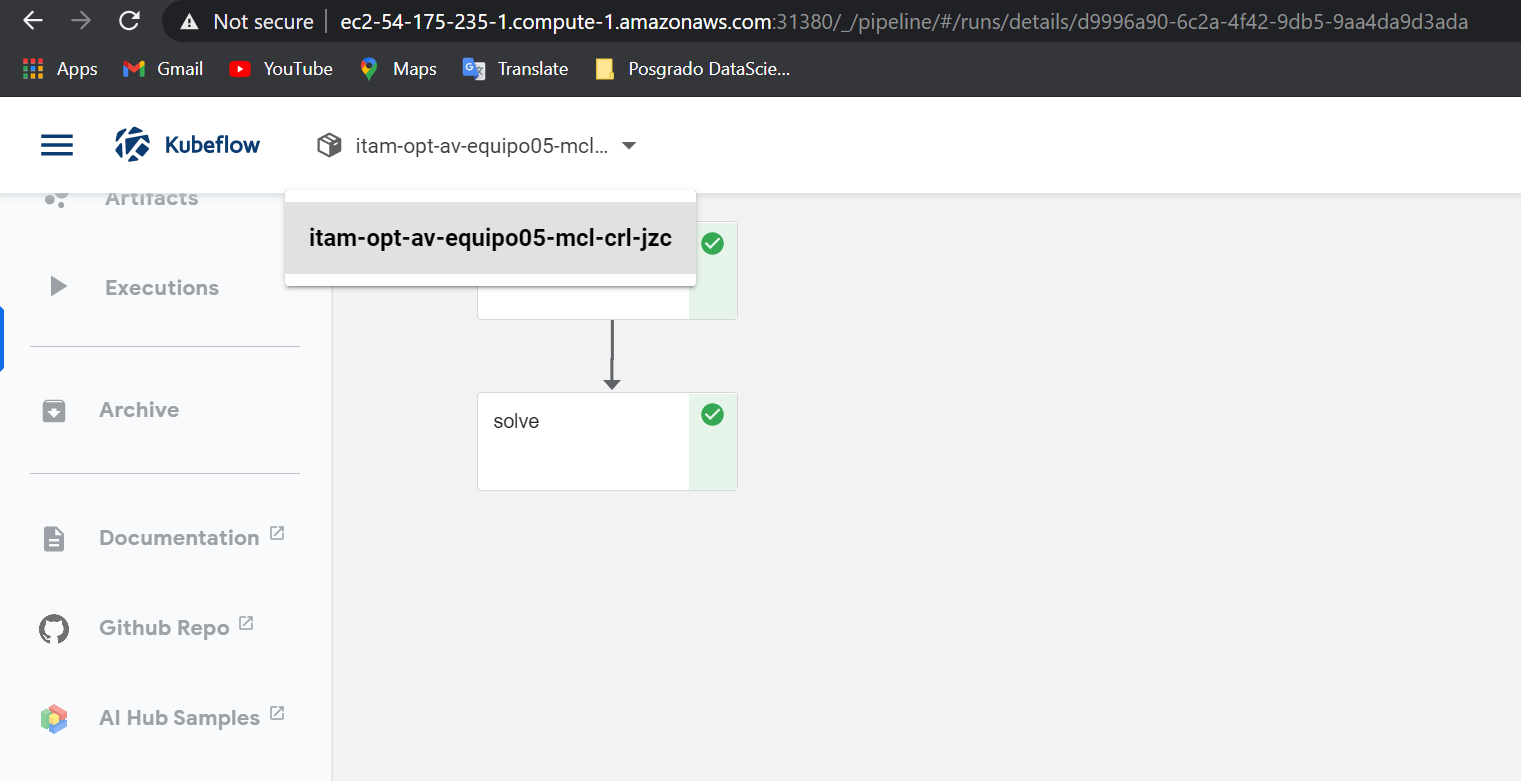 Not secure ec2-54-175-235-1.compute-1.amazonaws.com:31380/_/pipeline/#/runs/details/d9996a90-6c2a-4f42-9db5-9aa4da9d3ada
Apps Gmail YouTube Maps Translate Posgrado DataScie...
Kubeflow itam-opt-av-equipo05-mcl...
Artifacts
itam-opt-av-equipo05-mcl-crl-jzc
Executions
Archive
solve
Documentation
Github Repo
AI Hub Samples